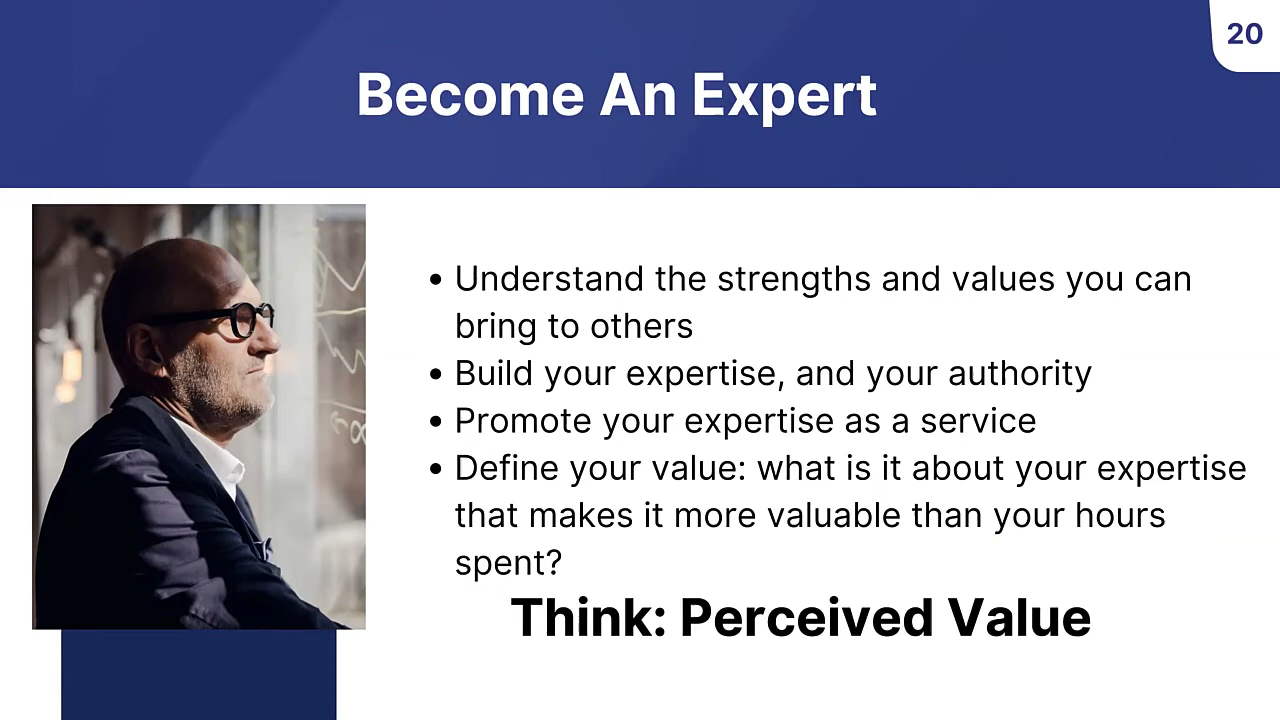 20
Become An Expert
• Understand the strengths and values you can
bring to others
• Build your expertise, and your authority
• Promote your expertise as a service
• Define your value: what is it about your expertise
that makes it more valuable than your hours
spent?
Think: Perceived Value